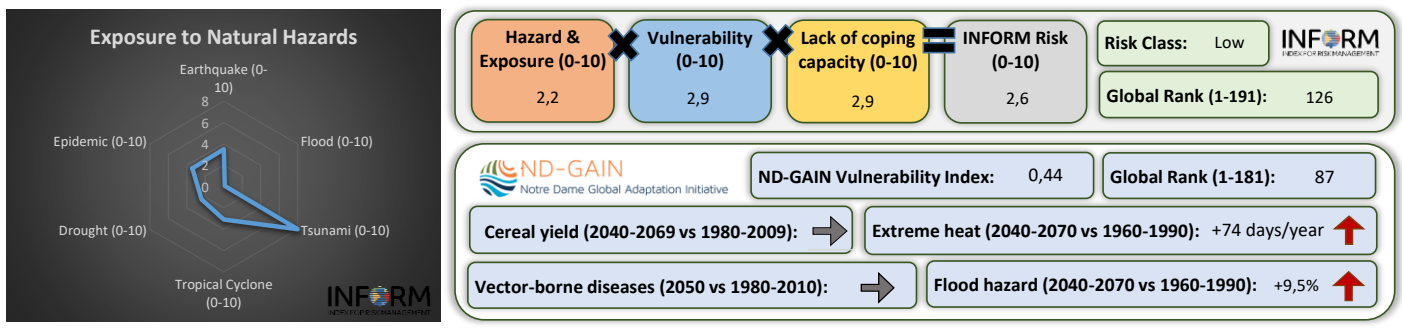 Exposure to Natural Hazards
Earthquake (0-
10)
8
6
4
2
0
Flood (0-10)
Tsunami (0-10)
Tropical Cyclone
(0-10)
Drought (0-10)
Epidemic (0-10)
INFORM
INDEX FOR RISK MANAGEMENT
Hazard &
Exposure (0-10)
2,2
Vulnerability
(0-10)
2,9
Lack of coping
capacity (0-10)
2,9
INFORM Risk
(0-10)
2,6
Risk Class: Low
INFORM
INDEX FOR RISK MANAGEMENT
Global Rank (1-191): 126
ND-GAIN
Notre Dame Global Adaptation Initiative
ND-GAIN Vulnerability Index: 0,44
Global Rank (1-181): 87
Cereal yield (2040-2069 vs 1980-2009):
Extreme heat (2040-2070 vs 1960-1990): +74 days/year
Vector-borne diseases (2050 vs 1980-2010):
Flood hazard (2040-2070 vs 1960-1990): +9,5%